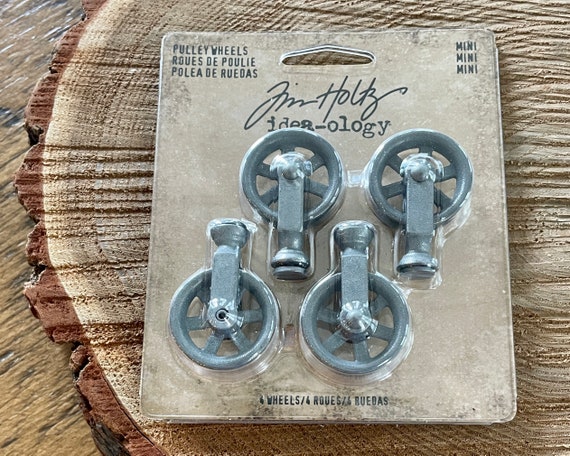 PULLEY WHEELS
ROUES DE POULIE
POLEA DE RUEDAS
MINI
MINI
MINI
Tim Holtz
idea-ology
4 WHEELS/4 ROUES/4 RUEDAS